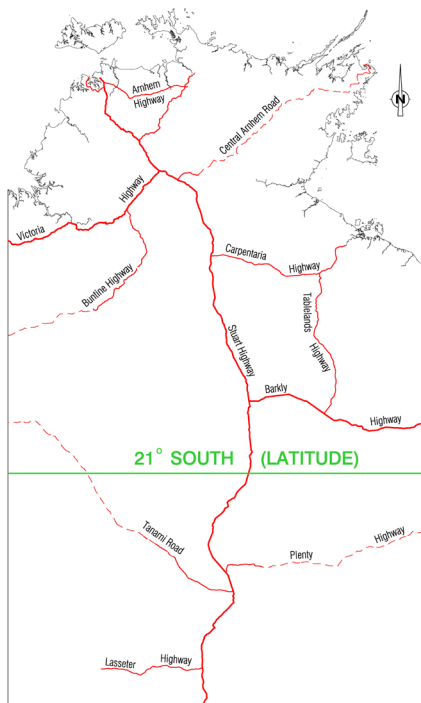 Arnhem
Highway
N
Central Arnhem Road
Highway
Victoria
Buntine Highway
Carpentaria
Highway
Tablelands
Highway
Stuart Highway
Barkly
Highway
21° SOUTH (LATITUDE)
Tanami Road
Plenty
Highway
Lasseter
Highway